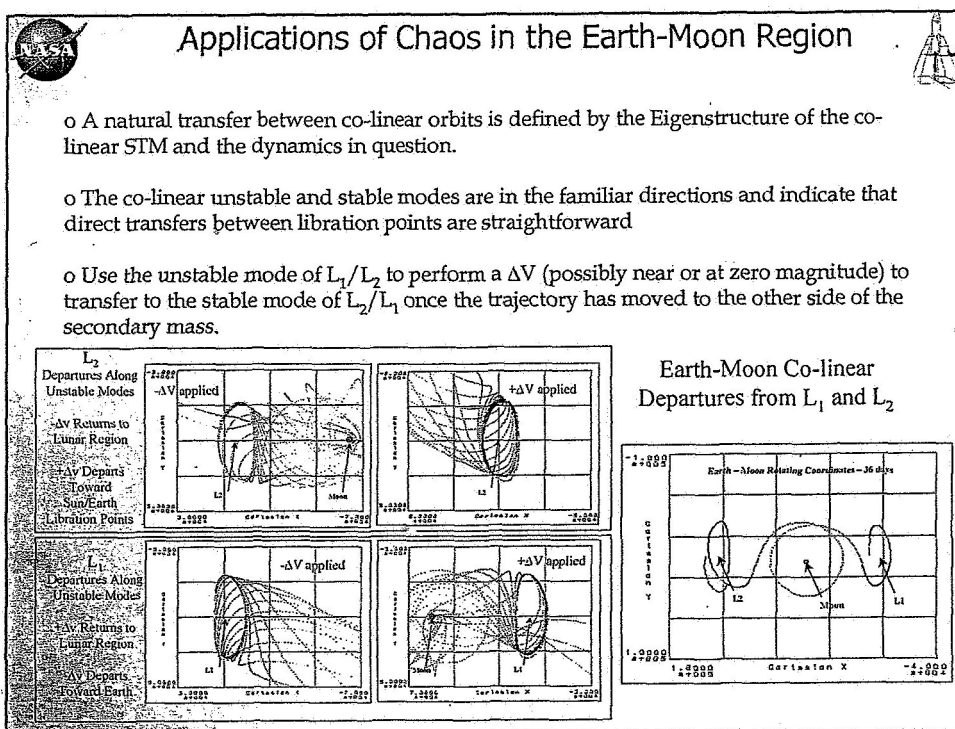 NASA
Applications of Chaos in the Earth-Moon Region
o A natural transfer between co-linear orbits is defined by the Eigenstructure of the co-
linear STM and the dynamics in question.
o The co-linear unstable and stable modes are in the familiar directions and indicate that
direct transfers between libration points are straightforward
o Use the unstable mode of L₁/L₂ to perform a ΔV (possibly near or at zero magnitude) to
transfer to the stable mode of L₂/L₁ once the trajectory has moved to the other side of the
secondary mass.
L₂
Departures Along
Unstable Modes
-Δv Returns to
Lunar Region
+Δv Departs
Toward
Sun/Earth
Libration Points
-ΔV applied
L2
Moon
Cartesian X
+ΔV applied
L2
Cartesian X
L₁
Departures Along
Unstable Modes
+Δv Returns to
Lunar Region
-Δv Departs
Toward Earth
-ΔV applied
L1
Cartesian X
+ΔV applied
Moon
L1
Cartesian X
Earth-Moon Co-linear
Departures from L₁ and L₂
Earth – Moon Rotating Coordinates – 36 days
Cartesian Y
L2
Moon
L1
Cartesian X